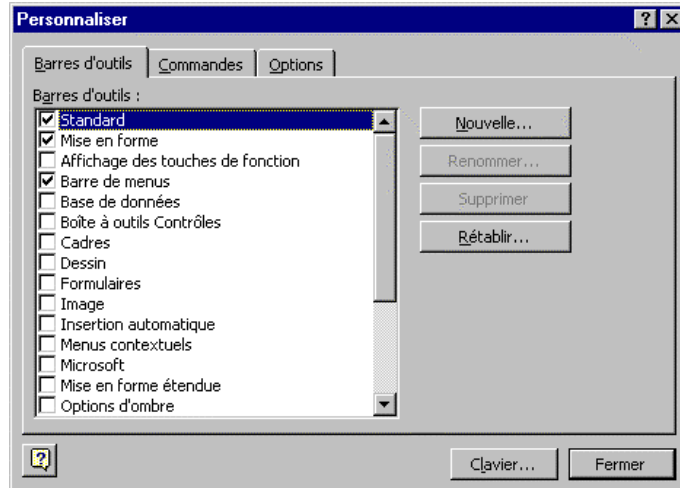 Personnaliser
Barres d'outils Commandes Options
Barres d'outils :
Standard
Mise en forme
Affichage des touches de fonction
Barre de menus
Base de données
Boîte à outils Contrôles
Cadres
Dessin
Formulaires
Image
Insertion automatique
Menus contextuels
Microsoft
Mise en forme étendue
Options d'ombre
Nouvelle...
Renommer...
Supprimer
Rétablir...
Clavier... Fermer